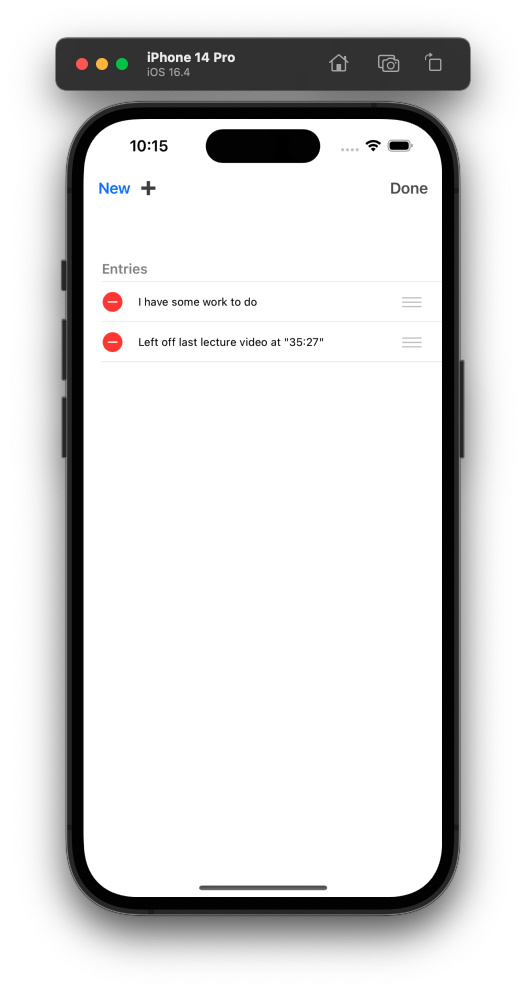 iPhone 14 Pro
iOS 16.4
10:15
New Done
Entries
I have some work to do
Left off last lecture video at "35:27"